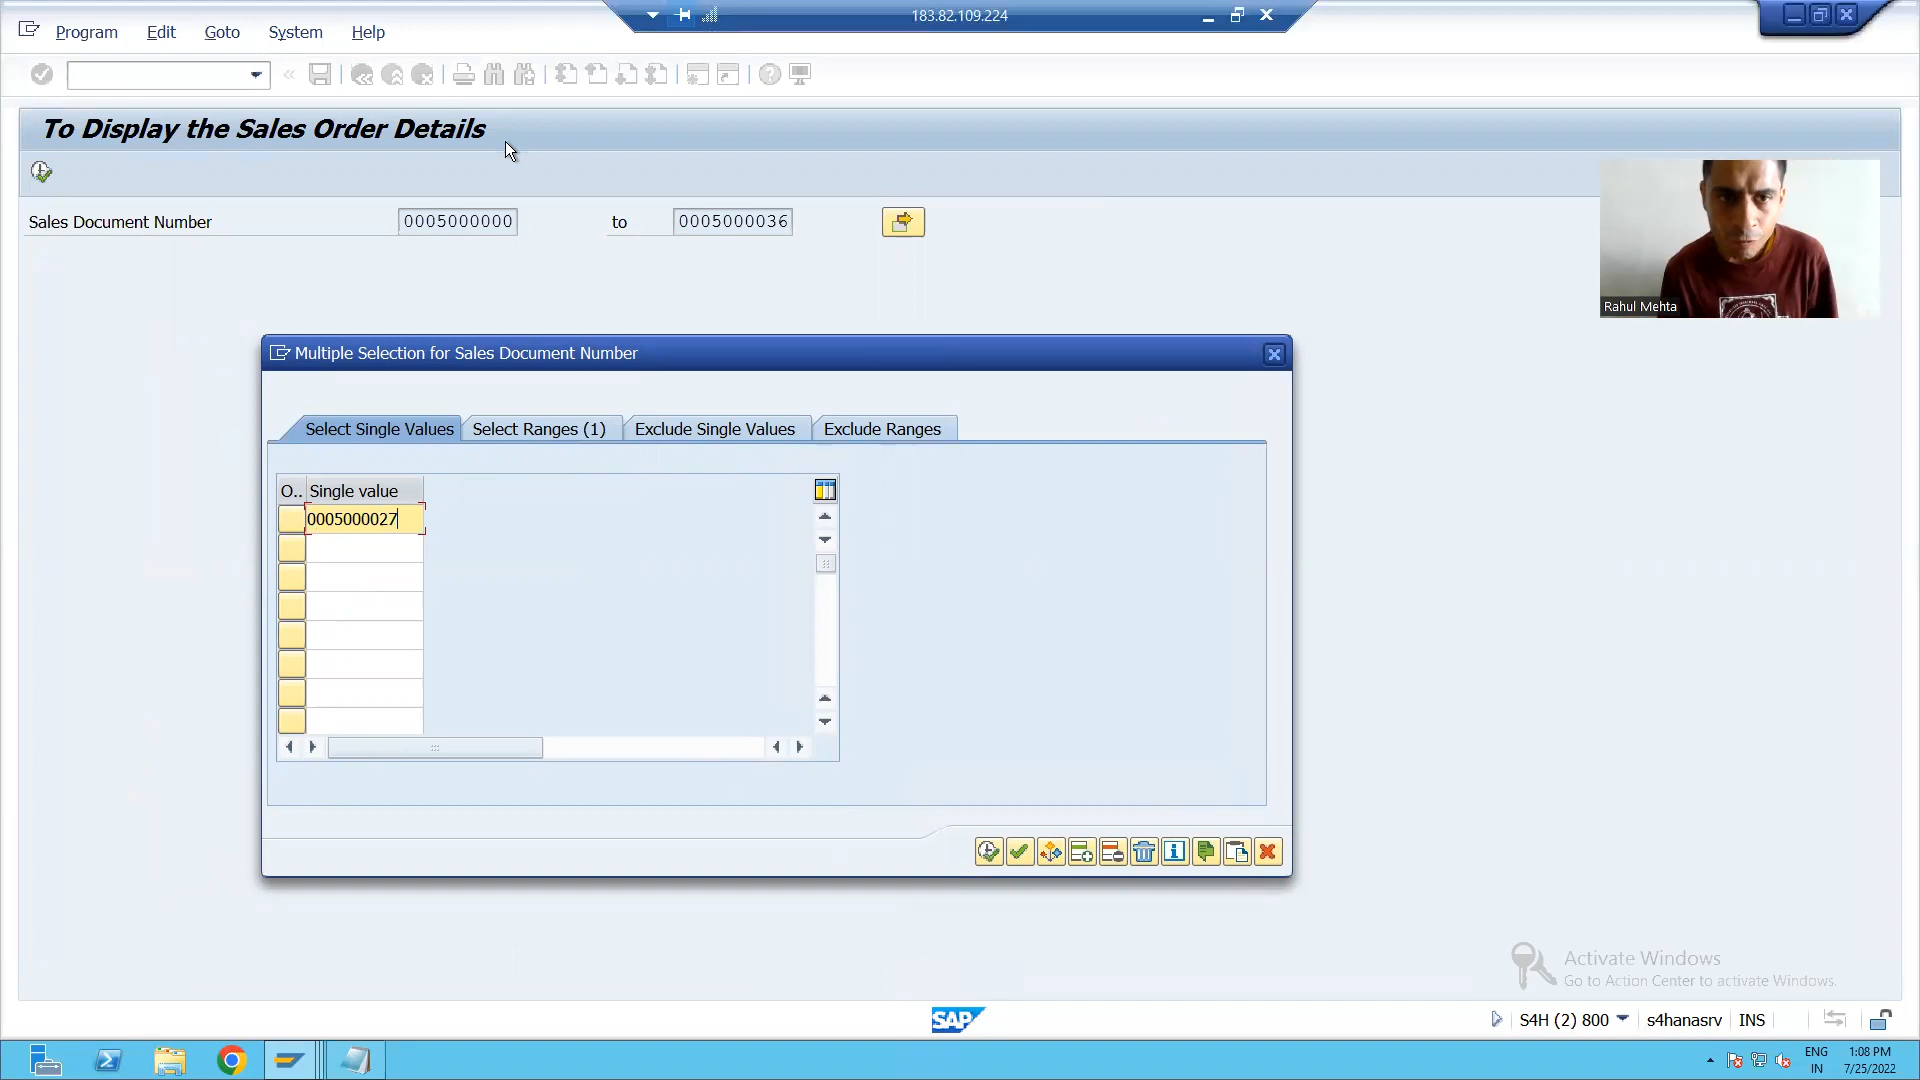 183.82.109.224
Program Edit Goto System Help
To Display the Sales Order Details
Sales Document Number 0005000000 to 0005000036
Rahul Mehta
Multiple Selection for Sales Document Number
Select Single Values Select Ranges (1) Exclude Single Values Exclude Ranges
O.. Single value
0005000027
Activate Windows
Go to Action Center to activate Windows.
SAP S4H (2) 800 s4hanasrv INS
ENG 1:08 PM
IN 7/25/2022